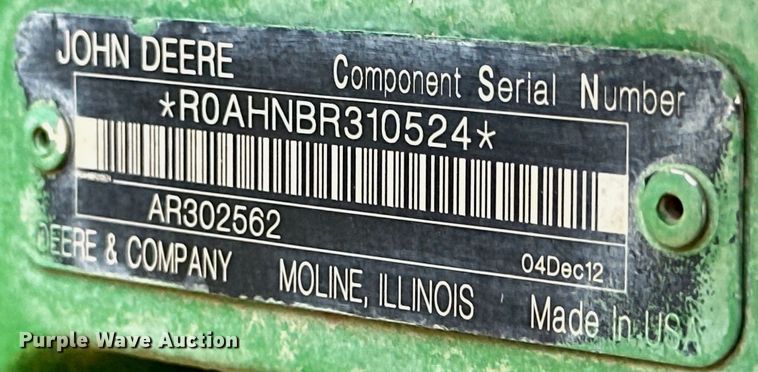 JOHN DEERE
Component Serial Number
*R0AHNBR310524*
AR302562
04Dec12
DEERE & COMPANY MOLINE, ILLINOIS Made In USA
Purple Wave Auction